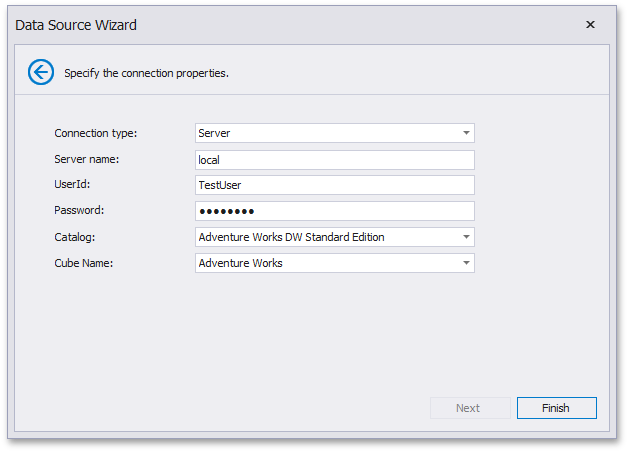 Data Source Wizard
Specify the connection properties.
Connection type: Server
Server name: local
UserId: TestUser
Password: ●●●●●●●●
Catalog: Adventure Works DW Standard Edition
Cube Name: Adventure Works
Next Finish